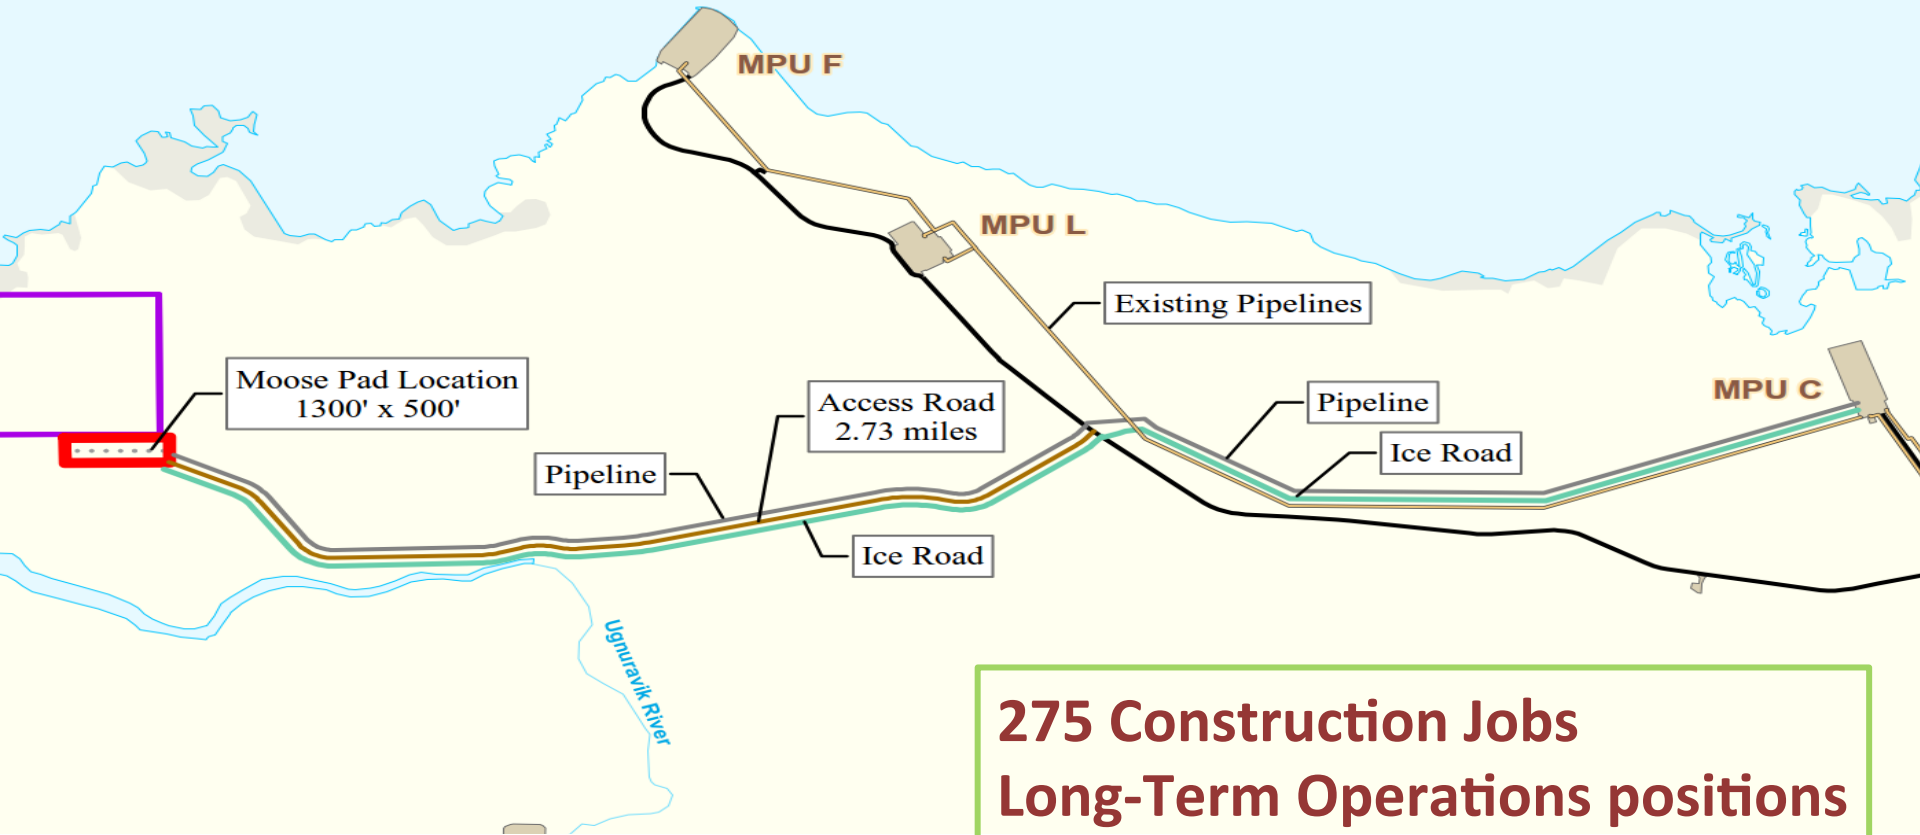 MPU F
MPU L
Existing Pipelines
Moose Pad Location
1300' x 500'
Access Road
2.73 miles
Pipeline
MPU C
Ice Road
Pipeline
Ice Road
Ugnuravik River
275 Construction Jobs
Long-Term Operations positions